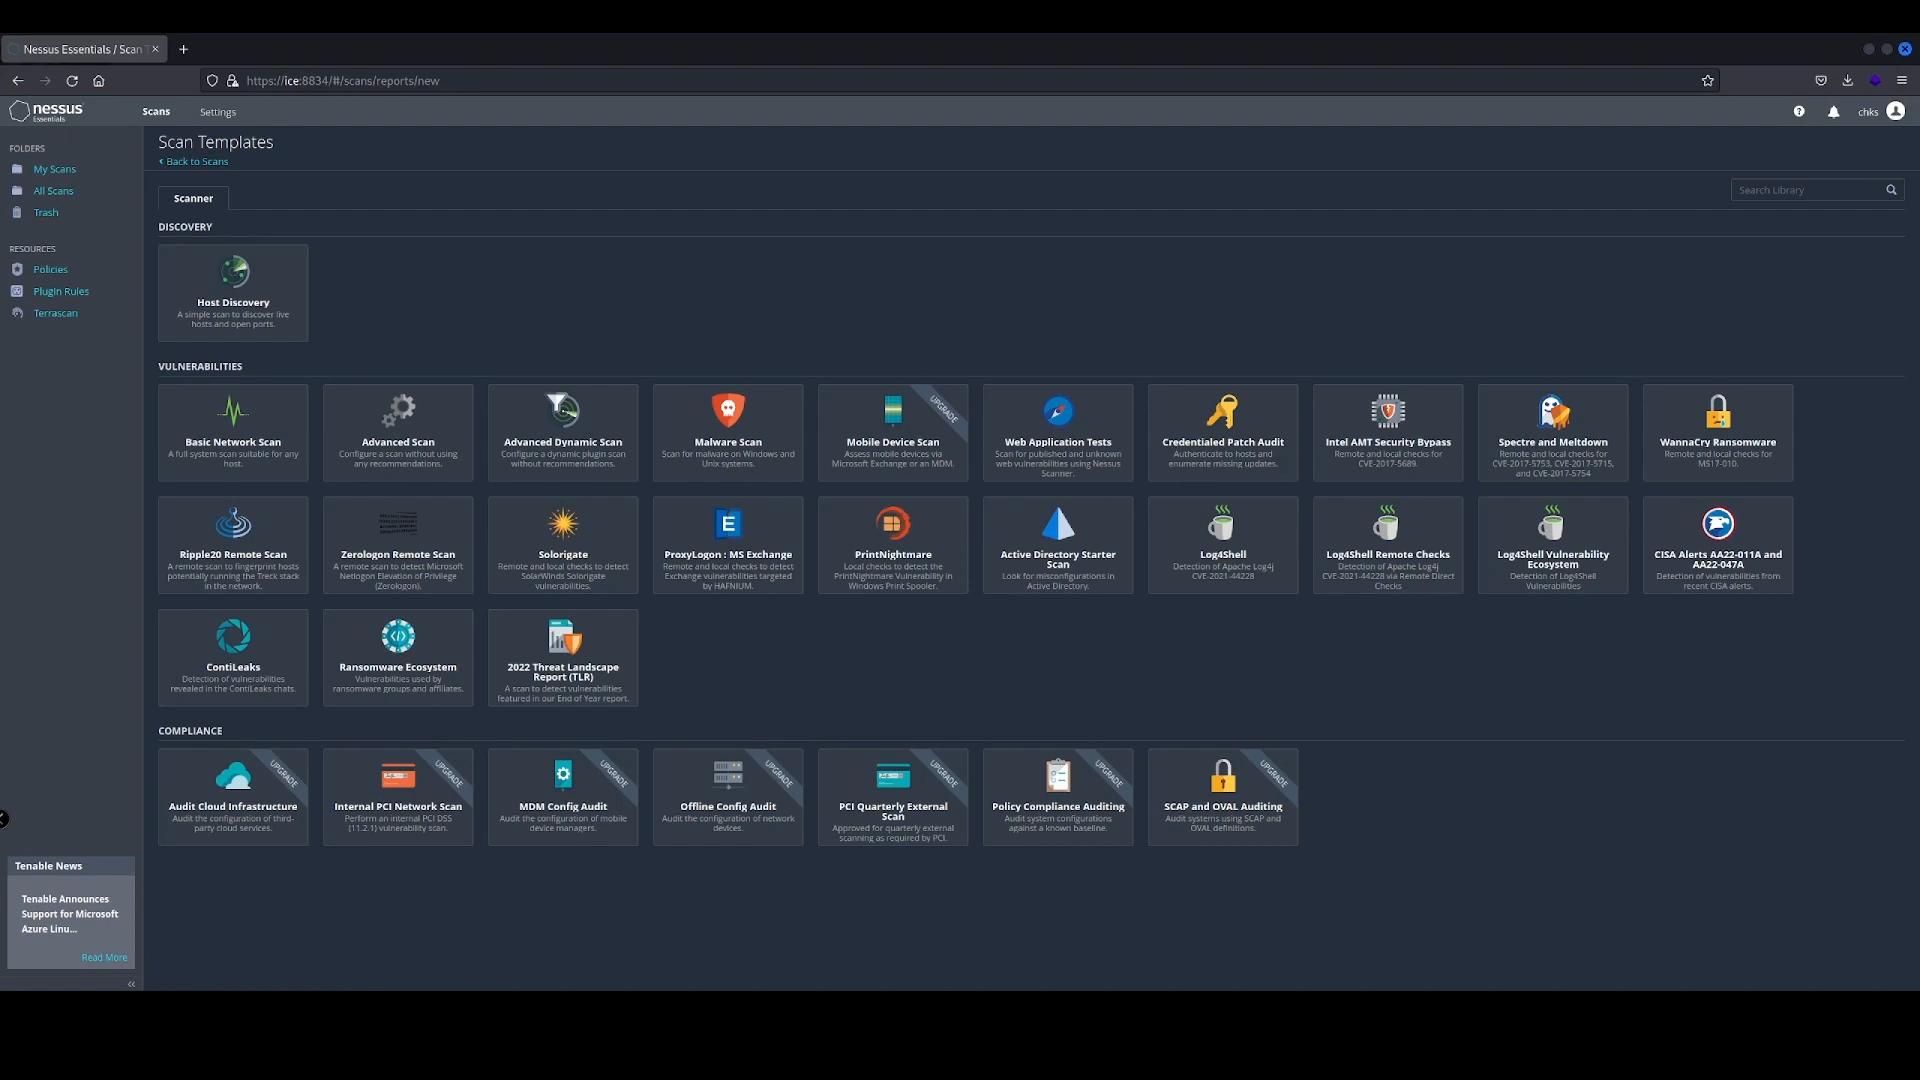 Nessus Essentials / Scan T
https://ice:8834/#/scans/reports/new
nessus
Essentials
Scans
Settings
chks
FOLDERS
My Scans
All Scans
Trash
RESOURCES
Policies
Plugin Rules
Terrascan
Tenable News
Tenable Announces
Support for Microsoft
Azure Linu...
Read More
Scan Templates
Back to Scans
Scanner
Search Library
DISCOVERY
Host Discovery
A simple scan to discover live
hosts and open ports.
VULNERABILITIES
Basic Network Scan
A full system scan suitable for any
host.
Advanced Scan
Configure a scan without using
any recommendations.
Advanced Dynamic Scan
Configure a dynamic plugin scan
without recommendations.
Malware Scan
Scan for malware on Windows and
Unix systems.
UPGRADE
Mobile Device Scan
Assess mobile devices via
Microsoft Exchange or an MDM.
Web Application Tests
Scan for published and unknown
web vulnerabilities using Nessus
Scanner.
Credentialed Patch Audit
Authenticate to hosts and
enumerate missing updates.
Intel AMT Security Bypass
Remote and local checks for
CVE-2017-5689.
Spectre and Meltdown
Remote and local checks for
CVE-2017-5753, CVE-2017-5715,
and CVE-2017-5754
WannaCry Ransomware
Remote and local checks for
MS17-010.
Ripple20 Remote Scan
A remote scan to fingerprint hosts
potentially running the Treck stack
in the network.
Zerologon Remote Scan
A remote scan to detect Microsoft
Netlogon Elevation of Privilege
(Zerologon).
Solorigate
Remote and local checks to detect
SolarWinds Solorigate
vulnerabilities.
E
ProxyLogon : MS Exchange
Remote and local checks to detect
Exchange vulnerabilities targeted
by HAFNIUM.
PrintNightmare
Local checks to detect the
PrintNightmare Vulnerability in
Windows Print Spooler.
Active Directory Starter
Scan
Look for misconfigurations in
Active Directory.
Log4Shell
Detection of Apache Log4j
CVE-2021-44228
Log4Shell Remote Checks
Detection of Apache Log4j
CVE-2021-44228 via Remote Direct
Checks
Log4Shell Vulnerability
Ecosystem
Detection of Log4Shell
Vulnerabilities
CISA Alerts AA22-011A and
AA22-047A
Detection of vulnerabilities from
recent CISA alerts.
ContiLeaks
Detection of vulnerabilities
revealed in the ContiLeaks chats.
Ransomware Ecosystem
Vulnerabilities used by
ransomware groups and affiliates.
2022 Threat Landscape
Report (TLR)
A scan to detect vulnerabilities
featured in our End of Year report.
COMPLIANCE
UPGRADE
Audit Cloud Infrastructure
Audit the configuration of third-
party cloud services.
UPGRADE
Internal PCI Network Scan
Perform an internal PCI DSS
(11.2.1) vulnerability scan.
UPGRADE
MDM Config Audit
Audit the configuration of mobile
device managers.
UPGRADE
Offline Config Audit
Audit the configuration of network
devices.
UPGRADE
PCI Quarterly External
Scan
Approved for quarterly external
scanning as required by PCI.
UPGRADE
Policy Compliance Auditing
Audit system configurations
against a known baseline.
UPGRADE
SCAP and OVAL Auditing
Audit systems using SCAP and
OVAL definitions.